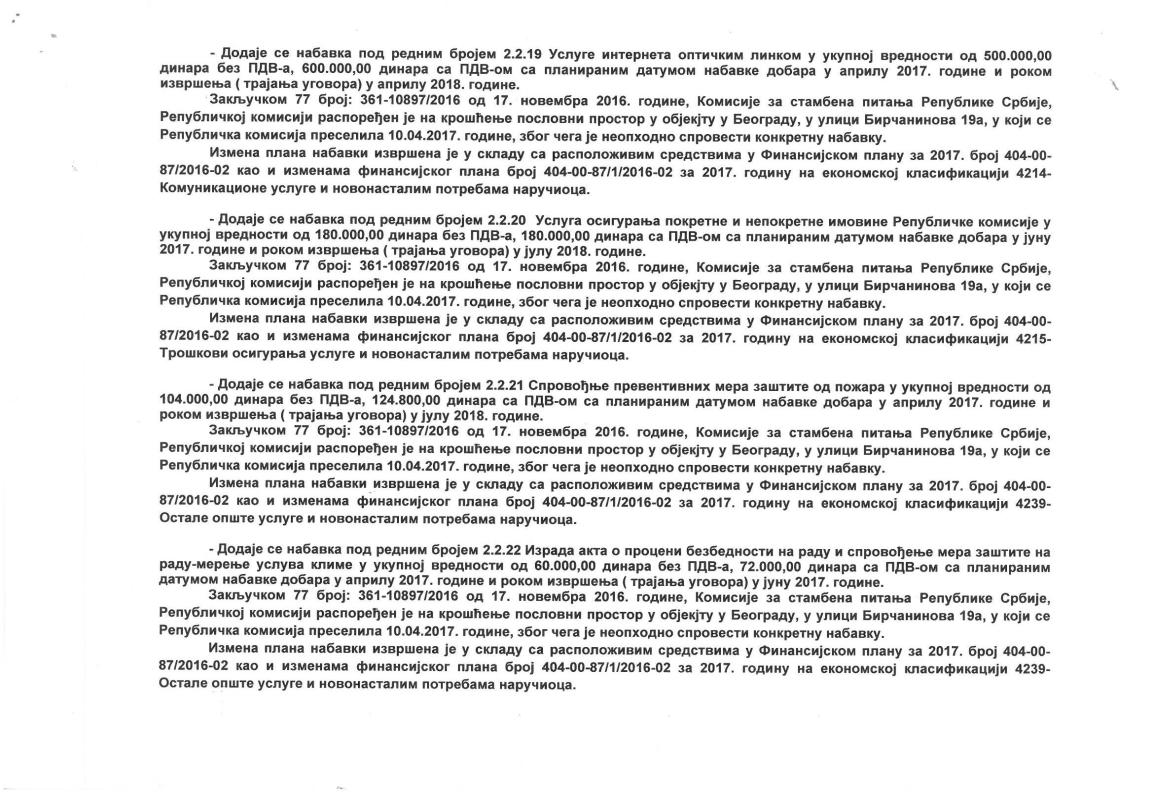 - Додаје се набавка под редним бројем 2.2.19 Услуге интернета оптичким линком у укупној вредности од 500.000,00
динара без ПДВ-а, 600.000,00 динара са ПДВ-ом са планираним датумом набавке добара у априлу 2017. године и роком
извршења ( трајања уговора) у априлу 2018. године.
Закључком 77 број: 361-10897/2016 од 17. новембра 2016. године, Комисије за стамбена питања Републике Србије,
Републичкој комисији распоређен је на крошћење пословни простор у објекјту у Београду, у улици Бирчанинова 19а, у који се
Републичка комисија преселила 10.04.2017. године, због чега је неопходно спровести конкретну набавку.
Измена плана набавки извршена је у складу са расположивим средствима у Финансијском плану за 2017. број 404-00-
87/2016-02 као и изменама финансијског плана број 404-00-87/1/2016-02 за 2017. годину на економској класификацији 4214-
Комуникационе услуге и новонасталим потребама наручиоца.
- Додаје се набавка под редним бројем 2.2.20 Услуга осигурања покретне и непокретне имовине Републичке комисије у
укупној вредности од 180.000,00 динара без ПДВ-а, 180.000,00 динара са ПДВ-ом са планираним датумом набавке добара у јуну
2017. године и роком извршења ( трајања уговора) у јулу 2018. године.
Закључком 77 број: 361-10897/2016 од 17. новембра 2016. године, Комисије за стамбена питања Републике Србије,
Републичкој комисији распоређен је на крошћење пословни простор у објекјту у Београду, у улици Бирчанинова 19а, у који се
Републичка комисија преселила 10.04.2017. године, због чега је неопходно спровести конкретну набавку.
Измена плана набавки извршена је у складу са расположивим средствима у Финансијском плану за 2017. број 404-00-
87/2016-02 као и изменама финансијског плана број 404-00-87/1/2016-02 за 2017. годину на економској класификацији 4215-
Трошкови осигурања услуге и новонасталим потребама наручиоца.
- Додаје се набавка под редним бројем 2.2.21 Спровођње превентивних мера заштите од пожара у укупној вредности од
104.000,00 динара без ПДВ-а, 124.800,00 динара са ПДВ-ом са планираним датумом набавке добара у априлу 2017. године и
роком извршења ( трајања уговора) у јулу 2018. године.
Закључком 77 број: 361-10897/2016 од 17. новембра 2016. године, Комисије за стамбена питања Републике Србије,
Републичкој комисији распоређен је на крошћење пословни простор у објекјту у Београду, у улици Бирчанинова 19а, у који се
Републичка комисија преселила 10.04.2017. године, због чега је неопходно спровести конкретну набавку.
Измена плана набавки извршена је у складу са расположивим средствима у Финансијском плану за 2017. број 404-00-
87/2016-02 као и изменама финансијског плана број 404-00-87/1/2016-02 за 2017. годину на економској класификацији 4239-
Остале опште услуге и новонасталим потребама наручиоца.
- Додаје се набавка под редним бројем 2.2.22 Израда акта о процени безбедности на раду и спровођење мера заштите на
раду-мерење услува климе у укупној вредности од 60.000,00 динара без ПДВ-а, 72.000,00 динара са ПДВ-ом са планираним
датумом набавке добара у априлу 2017. године и роком извршења ( трајања уговора) у јуну 2017. године.
Закључком 77 број: 361-10897/2016 од 17. новембра 2016. године, Комисије за стамбена питања Републике Србије,
Републичкој комисији распоређен је на крошћење пословни простор у објекјту у Београду, у улици Бирчанинова 19а, у који се
Републичка комисија преселила 10.04.2017. године, због чега је неопходно спровести конкретну набавку.
Измена плана набавки извршена је у складу са расположивим средствима у Финансијском плану за 2017. број 404-00-
87/2016-02 као и изменама финансијског плана број 404-00-87/1/2016-02 за 2017. годину на економској класификацији 4239-
Остале опште услуге и новонасталим потребама наручиоца.